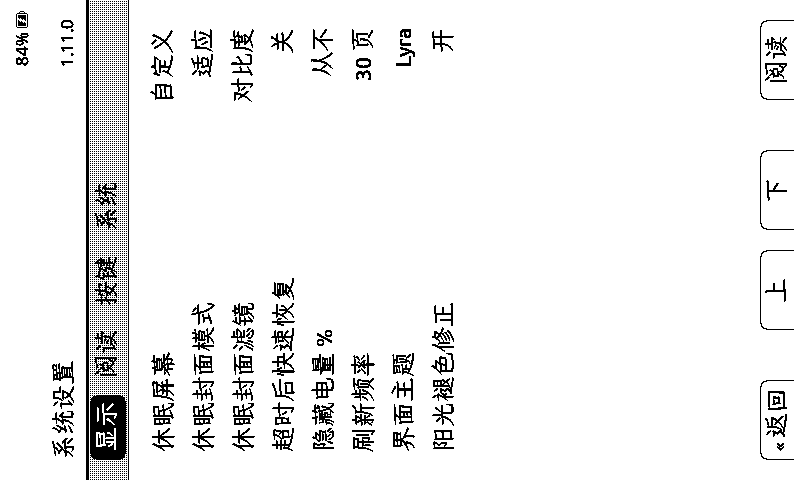 84%
系统设置 1.11.0
显示 阅读 按键 系统
休眠屏幕 自定义
休眠封面模式 适应
休眠封面滤镜 对比度
超时后快速恢复 关
隐藏电量 % 从不
刷新频率 30 页
界面主题 Lyra
阳光褪色修正 开
« 返回 上 下 阅读